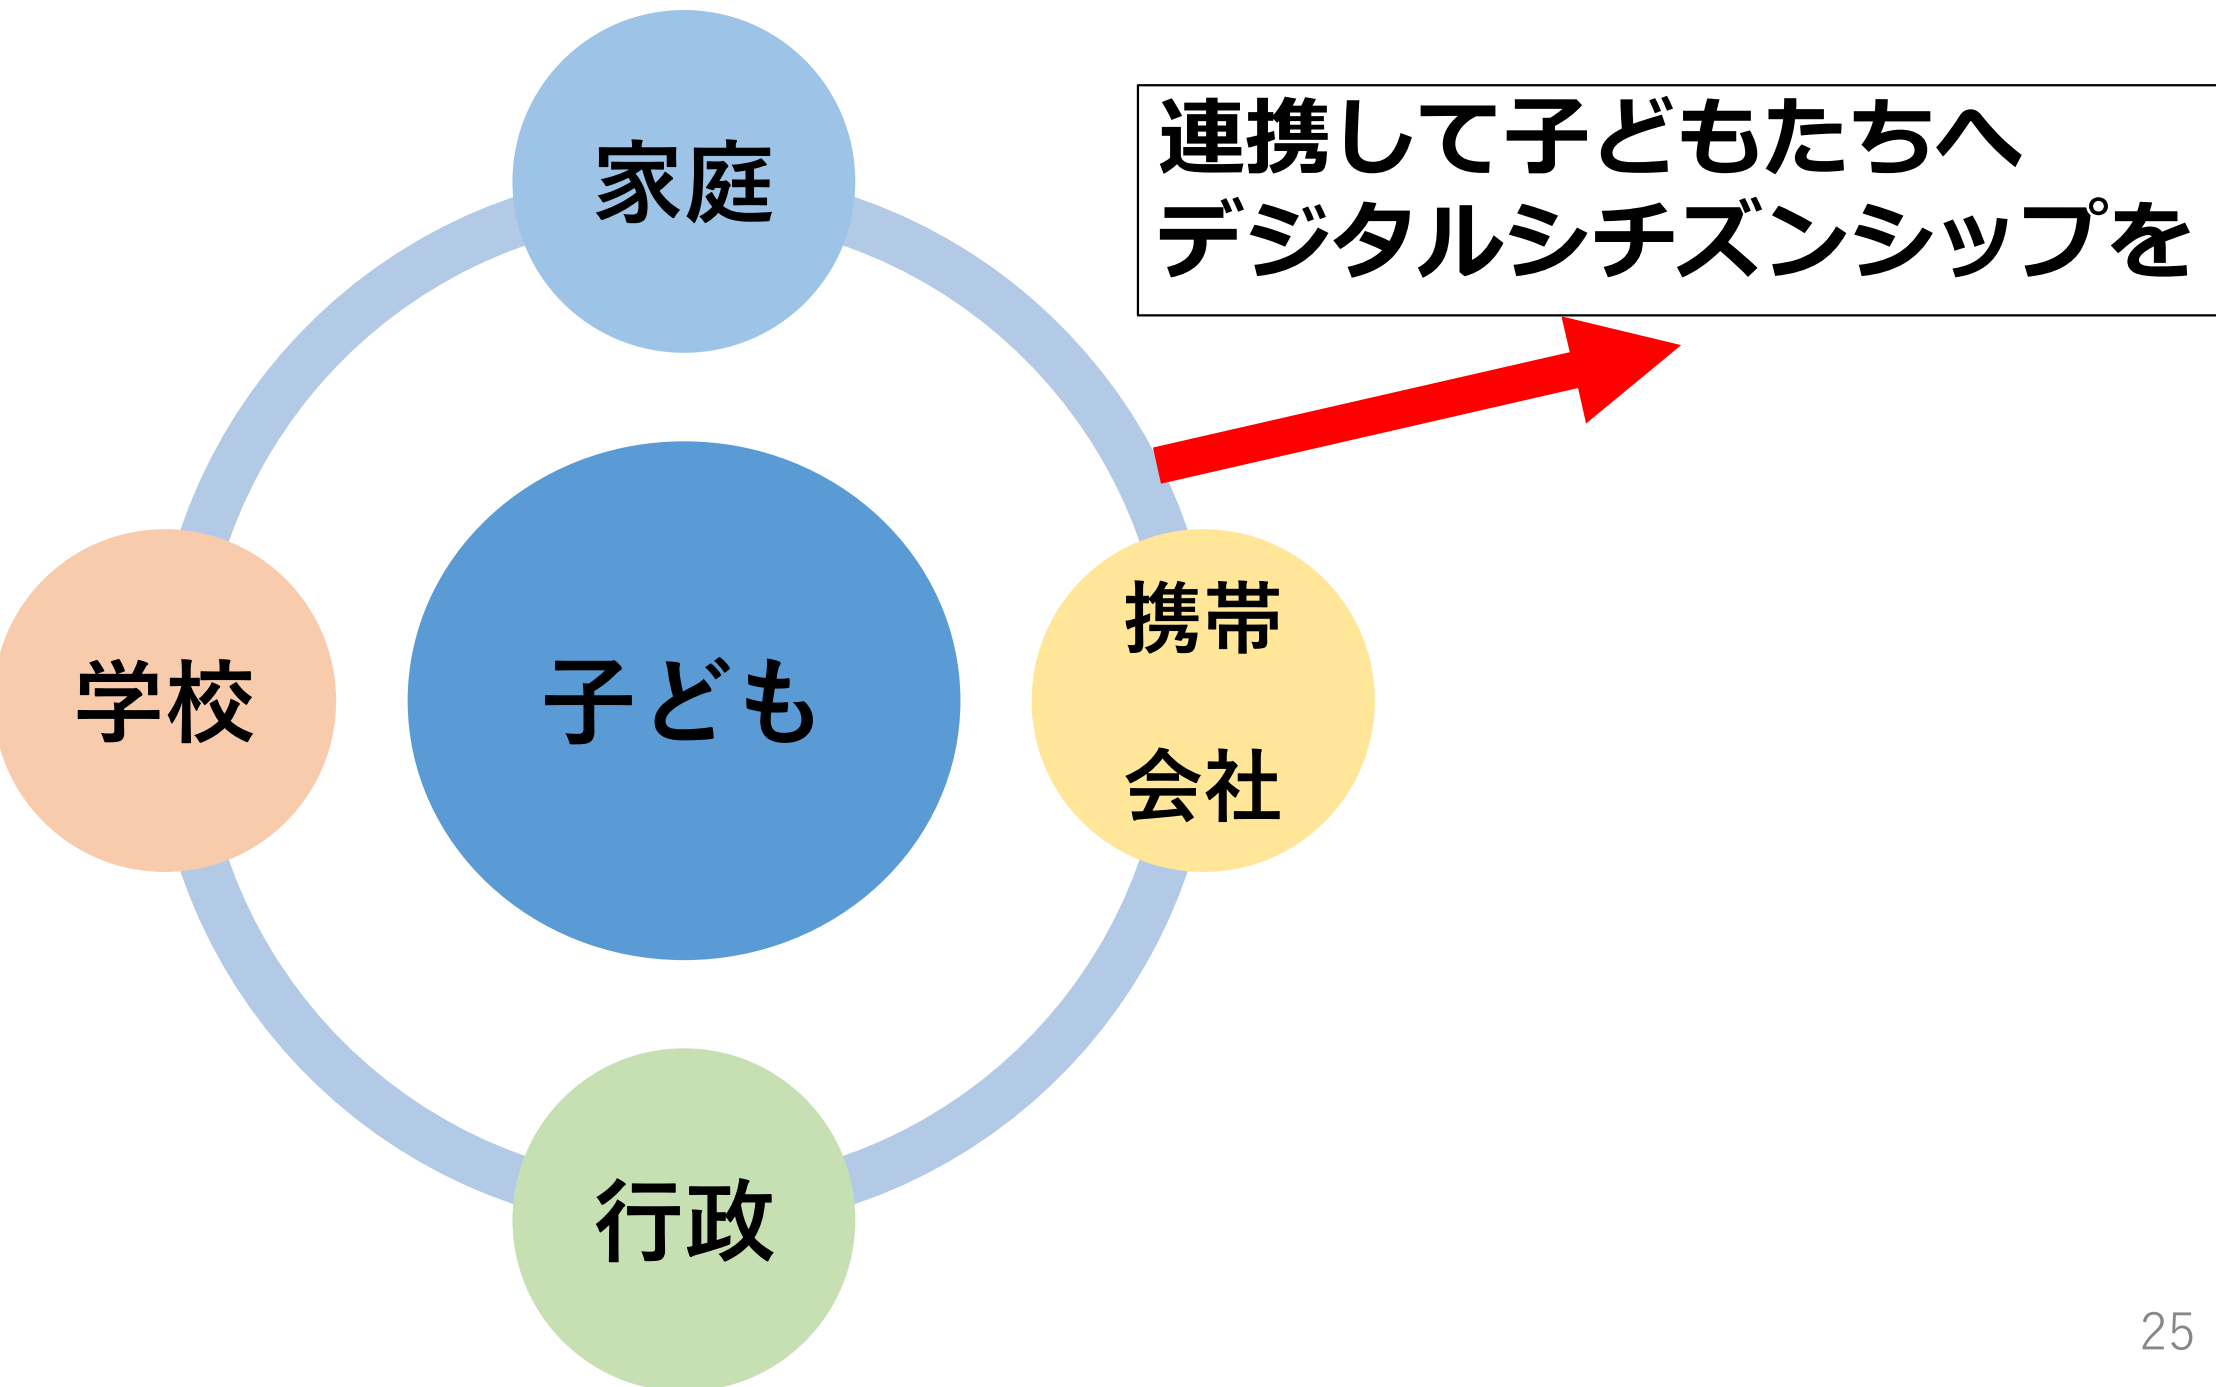 家庭
連携して子どもたちへ
デジタルシチズンシップを
学校
子ども
携帯
会社
行政
25